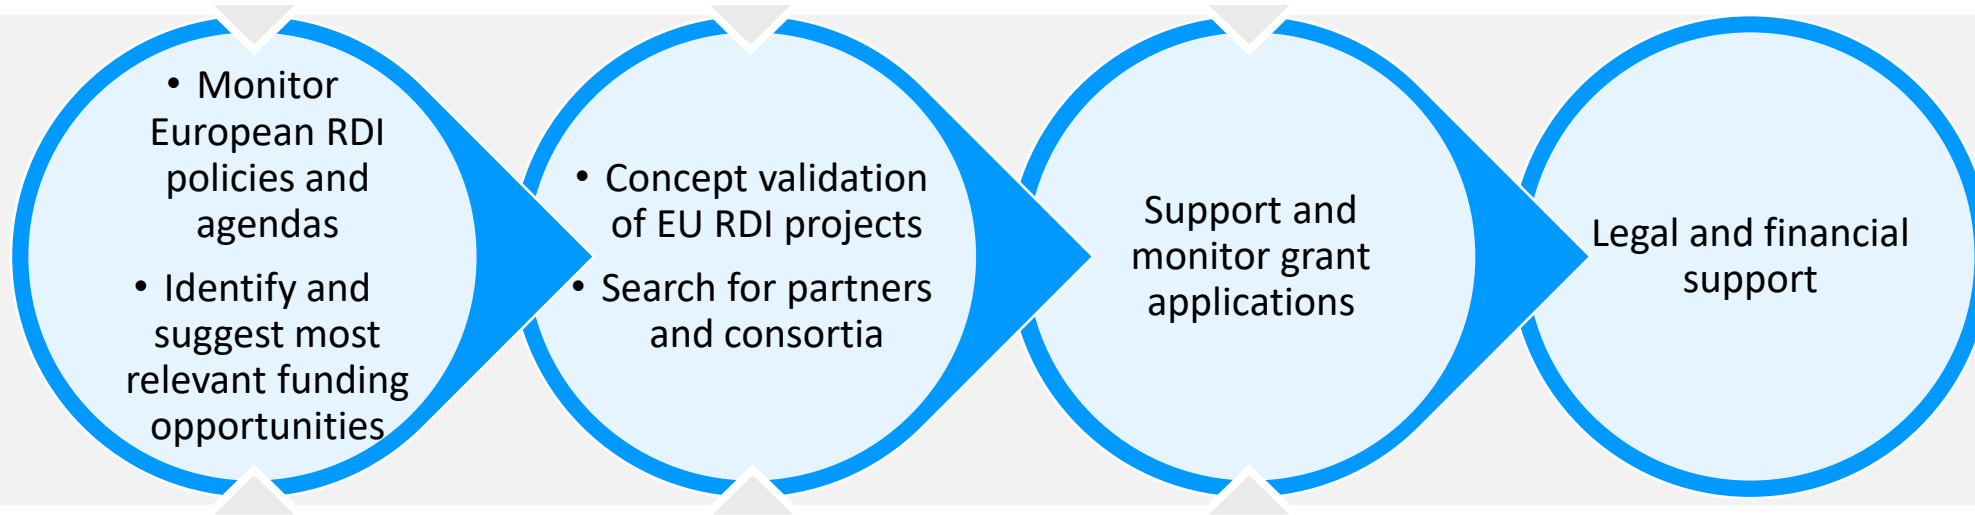 • Monitor
European RDI
policies and
agendas
• Identify and
suggest most
relevant funding
opportunities
• Concept validation
of EU RDI projects
• Search for partners
and consortia
Support and
monitor grant
applications
Legal and financial
support